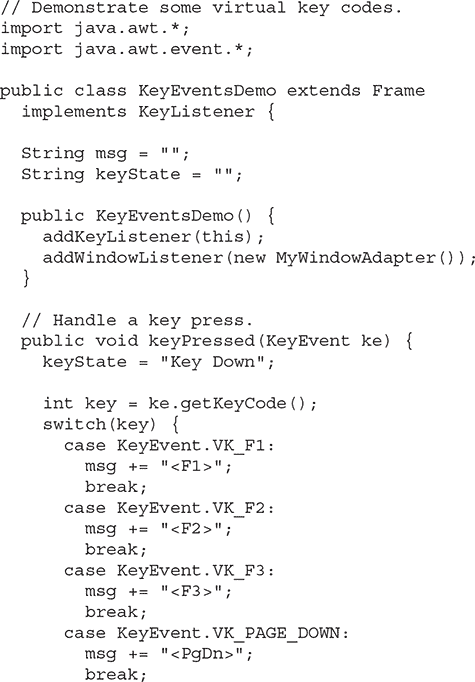 // Demonstrate some virtual key codes.
import java.awt.*;
import java.awt.event.*;

public class KeyEventsDemo extends Frame
  implements KeyListener {

  String msg = "";
  String keyState = "";

  public KeyEventsDemo() {
    addKeyListener(this);
    addWindowListener(new MyWindowAdapter());
  }

  // Handle a key press.
  public void keyPressed(KeyEvent ke) {
    keyState = "Key Down";

    int key = ke.getKeyCode();
    switch(key) {
      case KeyEvent.VK_F1:
        msg += "<F1>";
        break;
      case KeyEvent.VK_F2:
        msg += "<F2>";
        break;
      case KeyEvent.VK_F3:
        msg += "<F3>";
        break;
      case KeyEvent.VK_PAGE_DOWN:
        msg += "<PgDn>";
        break;